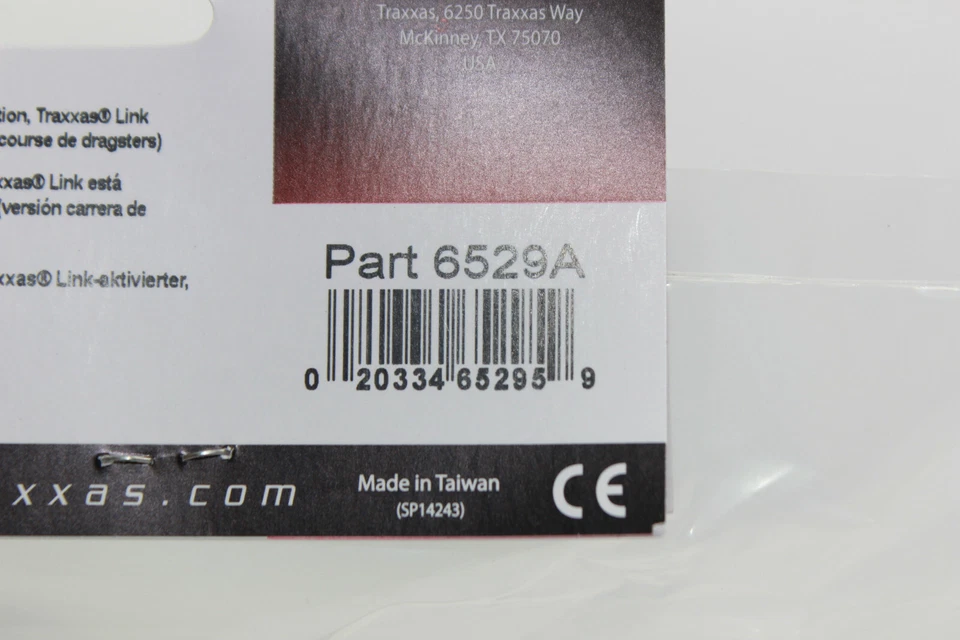 Traxxas, 6250 Traxxas Way
McKinney, TX 75070
USA
tion, Traxxas® Link
course de dragsters)
xxas® Link está
(versión carrera de
xxas® Link-aktivierter,
Part 6529A
0 20334 65295 9
xxas.com
Made in Taiwan
(SP14243)
CE